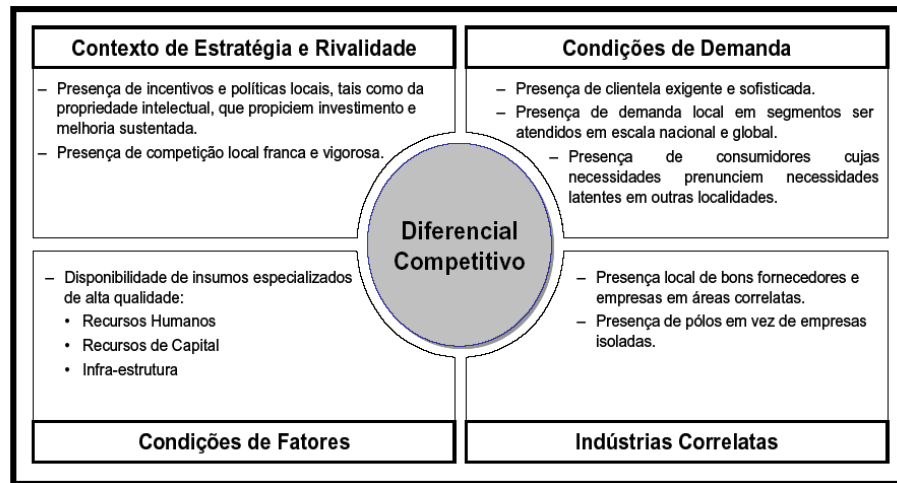 Contexto de Estratégia e Rivalidade
– Presença de incentivos e políticas locais, tais como da
propriedade intelectual, que propiciem investimento e
melhoria sustentada.
– Presença de competição local franca e vigorosa.
Condições de Demanda
– Presença de clientela exigente e sofisticada.
– Presença de demanda local em segmentos ser
atendidos em escala nacional e global.
– Presença de consumidores cujas
necessidades prenunciem necessidades
latentes em outras localidades.
Diferencial
Competitivo
– Disponibilidade de insumos especializados
de alta qualidade:
• Recursos Humanos
• Recursos de Capital
• Infra-estrutura
Condições de Fatores
– Presença local de bons fornecedores e
empresas em áreas correlatas.
– Presença de pólos em vez de empresas
isoladas.
Indústrias Correlatas